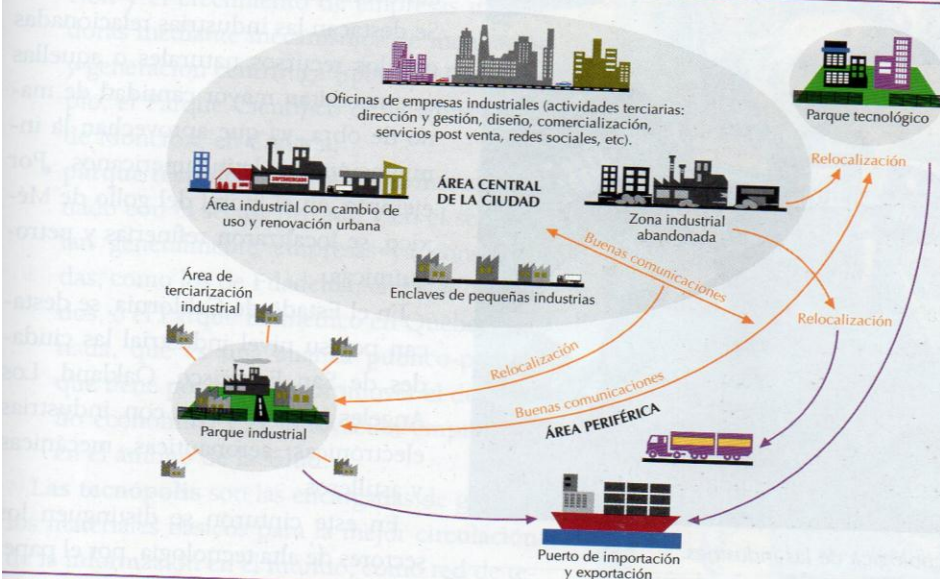 Oficinas de empresas industriales (actividades terciarias:
dirección y gestión, diseño, comercialización,
servicios post venta, redes sociales, etc).
Parque tecnológico
Relocalización
Área industrial con cambio de
uso y renovación urbana
ÁREA CENTRAL
DE LA CIUDAD
Zona industrial
abandonada
Buenas comunicaciones
Enclaves de pequeñas industrias
Área de
terciarización
industrial
Relocalización
Relocalización
Buenas comunicaciones
ÁREA PERIFÉRICA
Parque industrial
Puerto de importación
y exportación